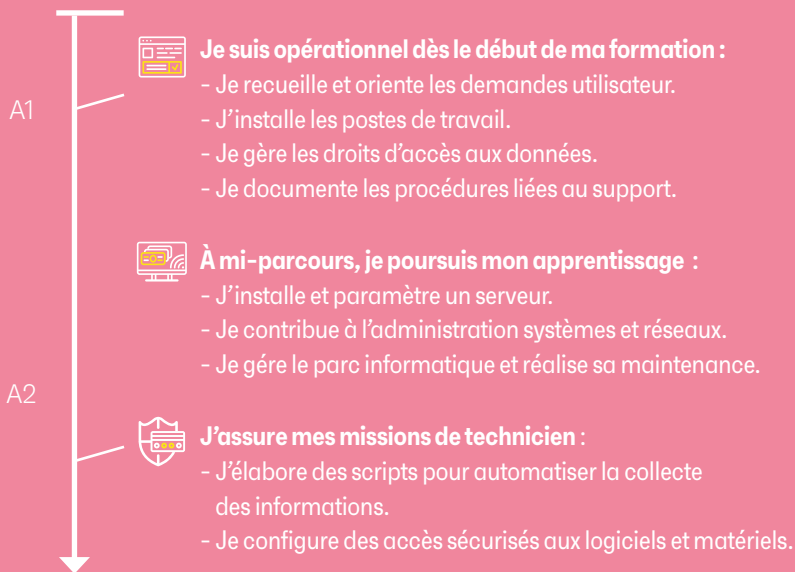 Je suis opérationnel dès le début de ma formation :
- Je recueille et oriente les demandes utilisateur.
A1
- J'installe les postes de travail.
- Je gère les droits d'accès aux données.
- Je documente les procédures liées au support.
À mi-parcours, je poursuis mon apprentissage :
- J'installe et paramètre un serveur.
- Je contribue à l'administration systèmes et réseaux.
- Je gére le parc informatique et réalise sa maintenance.
A2
J'assure mes missions de technicien :
- J'élabore des scripts pour automatiser la collecte
des informations.
- Je configure des accès sécurisés aux logiciels et matériels.